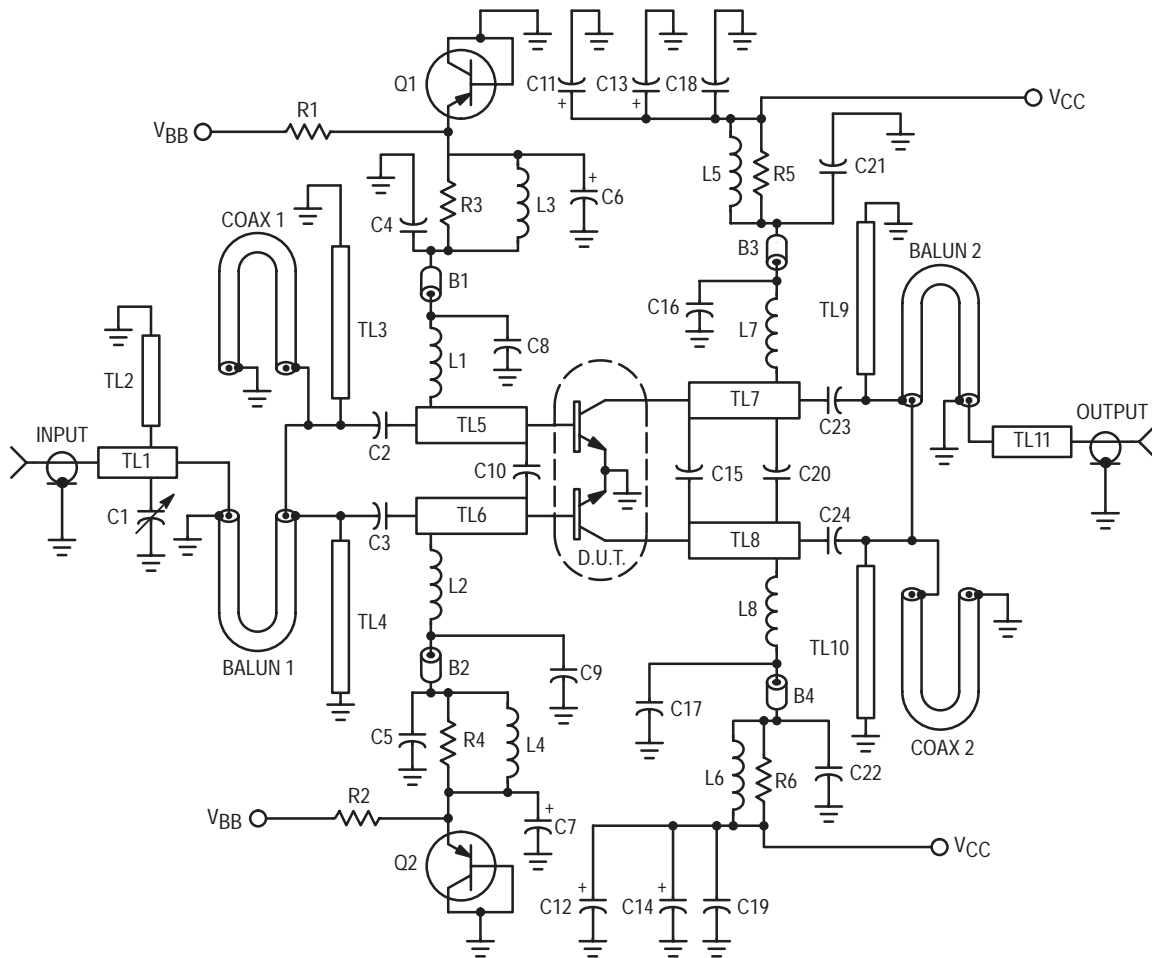 C11
C13
C18
Q1
VCC
VBB
R1
L5
R5
C21
R3
L3
+
C6
C4
COAX 1
B3
BALUN 2
B1
C16
L7
TL9
TL3
L1
C8
TL2
TL7
INPUT
TL5
C23
OUTPUT
TL1
C2
C10
C15
C20
TL11
C1
TL6
C24
C3
D.U.T.
TL8
L2
L8
TL4
TL10
BALUN 1
B2
C9
B4
C17
C5
R4
L4
COAX 2
L6
R6
C22
R2
VBB
+
C7
VCC
Q2
+
+
C12
C14
C19
+
+